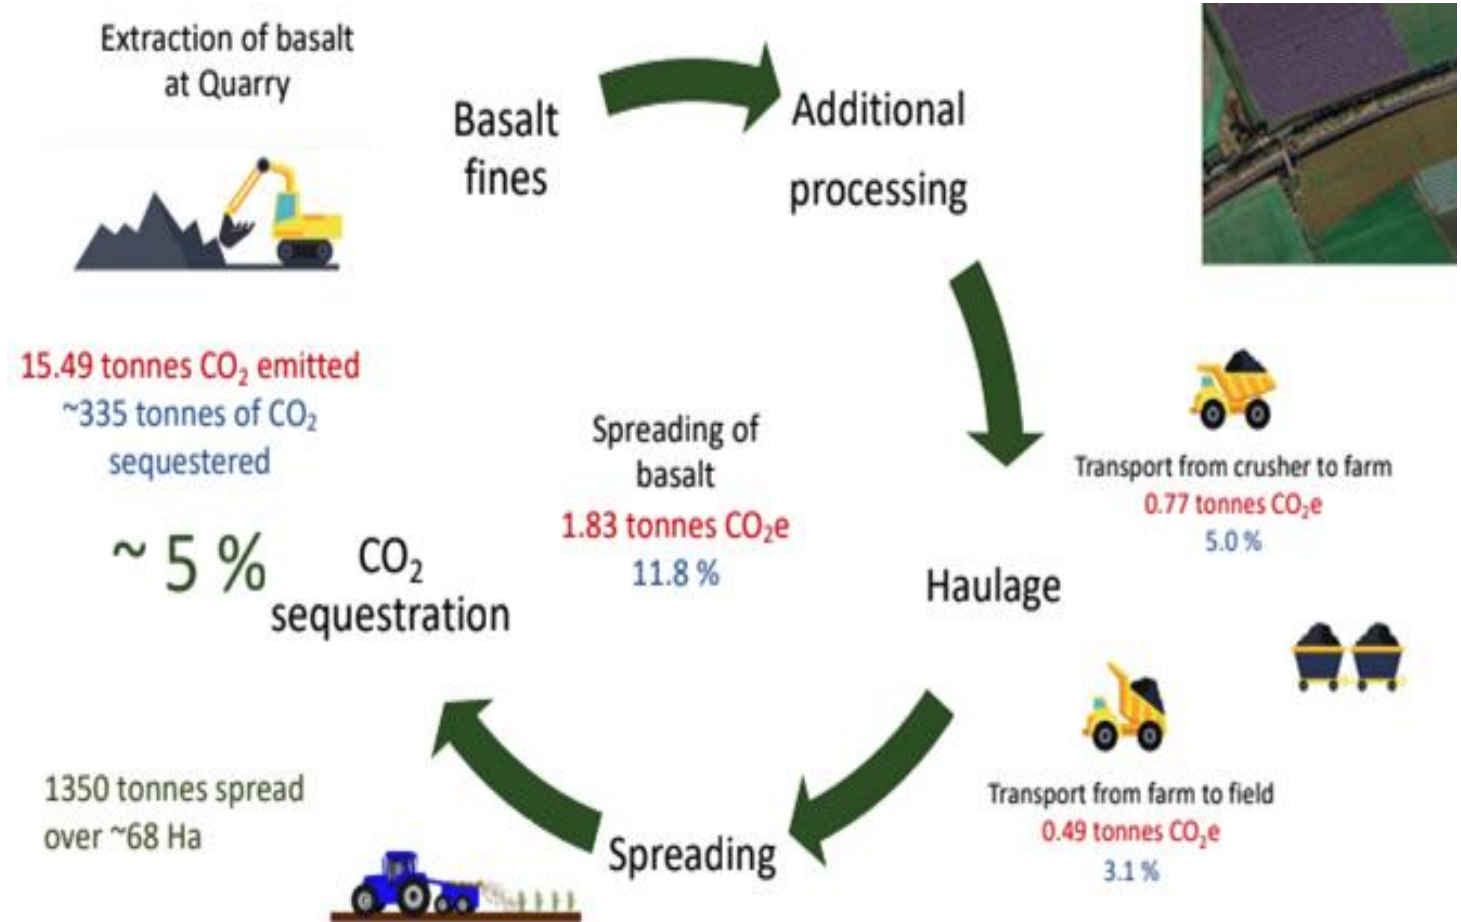 Extraction of basalt
at Quarry
Basalt
fines
Additional
processing
15.49 tonnes CO₂ emitted
~335 tonnes of CO₂
sequestered
~ 5 %
CO₂
sequestration
Spreading of
basalt
1.83 tonnes CO₂e
11.8 %
Transport from crusher to farm
0.77 tonnes CO₂e
5.0 %
Haulage
Transport from farm to field
0.49 tonnes CO₂e
3.1 %
Spreading
1350 tonnes spread
over ~68 Ha